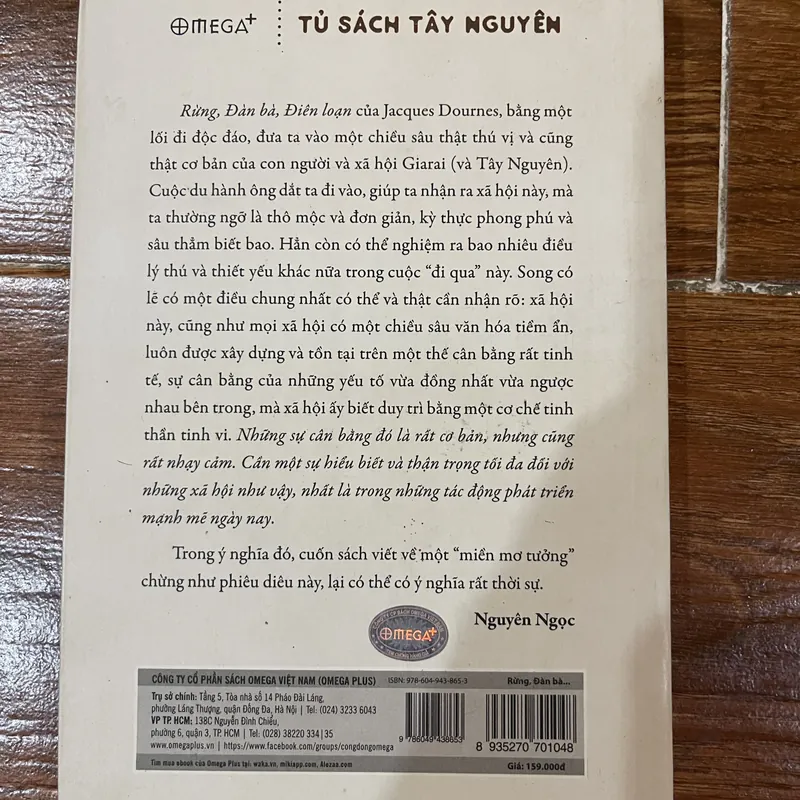 OMEGA+
TỦ SÁCH TÂY NGUYÊN
Rừng, Đàn bà, Điên loạn của Jacques Dournes, bằng một
lối đi độc đáo, đưa ta vào một chiều sâu thật thú vị và cũng
thật cơ bản của con người và xã hội Giarai (và Tây Nguyên).
Cuộc du hành ông dắt ta đi vào, giúp ta nhận ra xã hội này, mà
ta thường ngỡ là thô mộc và đơn giản, kỳ thực phong phú và
sâu thẳm biết bao. Hẳn còn có thể nghiệm ra bao nhiêu điều
lý thú và thiết yếu khác nữa trong cuộc “đi qua” này. Song có
lẽ có một điều chung nhất có thể và thật cần nhận rõ: xã hội
này, cũng như mọi xã hội có một chiều sâu văn hóa tiềm ẩn,
luôn được xây dựng và tồn tại trên một thế cân bằng rất tinh
tế, sự cân bằng của những yếu tố vừa đồng nhất vừa ngược
nhau bên trong, mà xã hội ấy biết duy trì bằng một cơ chế tinh
thần tinh vi. Những sự cân bằng đó là rất cơ bản, nhưng cũng
rất nhạy cảm. Cần một sự hiểu biết và thận trọng tối đa đối với
những xã hội như vậy, nhất là trong những tác động phát triển
mạnh mẽ ngày nay.
Trong ý nghĩa đó, cuốn sách viết về một “miền mơ tưởng”
chừng như phiêu diêu này, lại có thể có ý nghĩa rất thời sự.
Nguyên Ngọc
OMEGA+
CÔNG TY CỔ PHẦN SÁCH OMEGA VIỆT NAM (OMEGA PLUS)
Trụ sở chính: Tầng 5, Tòa nhà số 14 Pháo Đài Láng,
phường Láng Thượng, quận Đống Đa, Hà Nội | Tel: (024) 3233 6043
VP TP. HCM: 138C Nguyễn Đình Chiểu,
phường 6, quận 3, TP. HCM | Tel: (028) 38220 334 | 35
www.omegaplus.vn | https://www.facebook.com/groups/congdongomega
Tìm mua ebook của Omega Plus tại: waka.vn, mikiapp.com, Alezaa.com
ISBN: 978-604-943-865-3
9 786049 438653
Rừng, Đàn bà...
8 935270 701048
Giá: 159.000đ